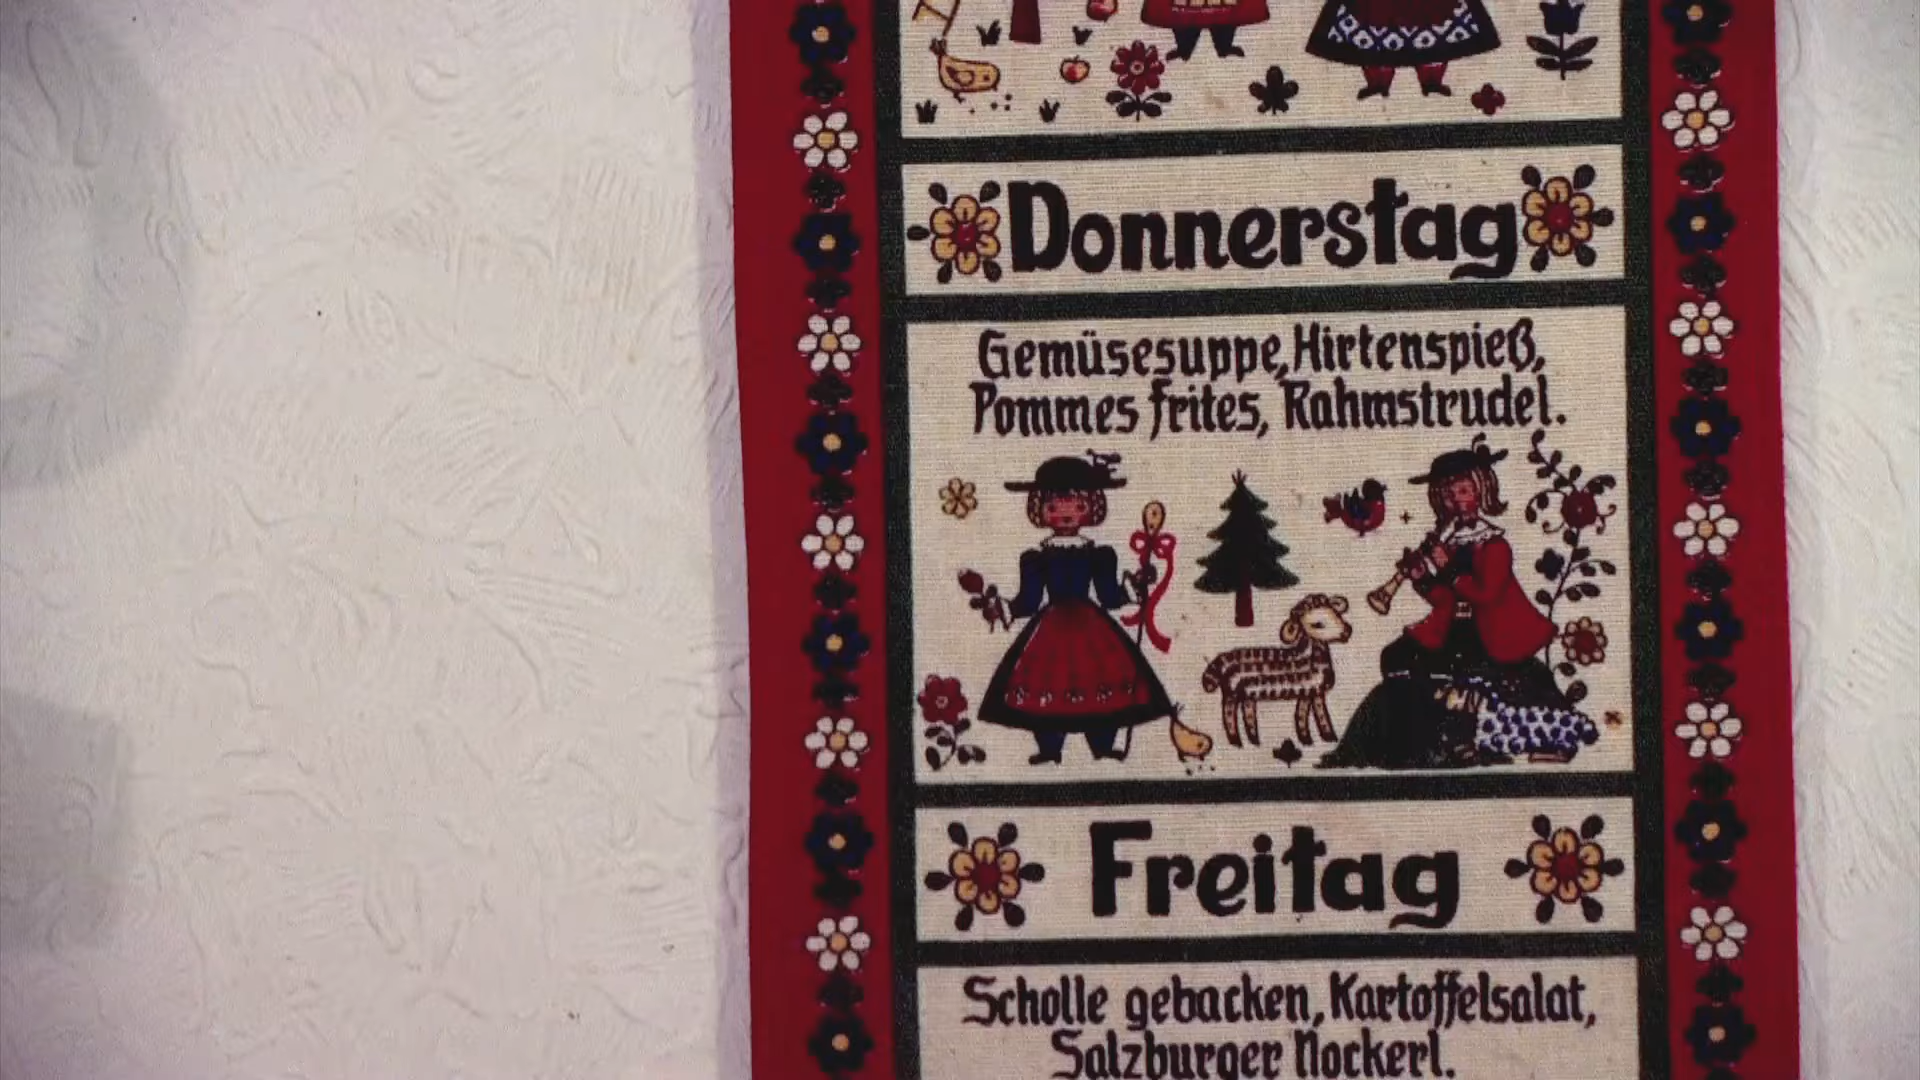 Donnerstag
Gemüsesuppe, Hirtenspieß,
Pommes frites, Rahmstrudel.
Freitag
Scholle gebacken, Kartoffelsalat,
Salzburger Nockerl.